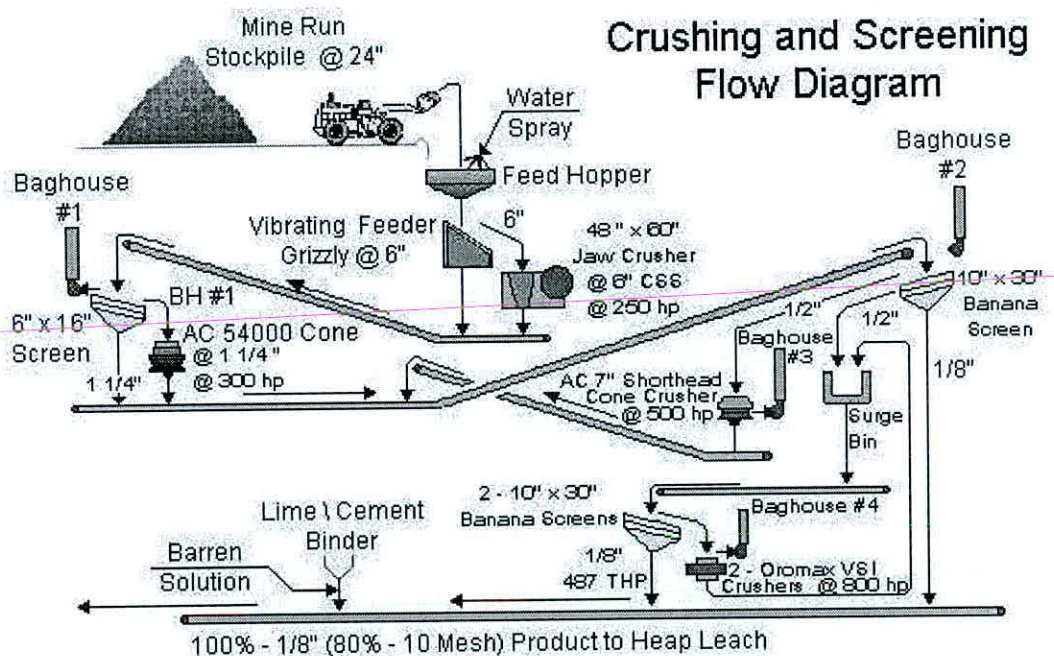 Crushing and Screening
Flow Diagram
Mine Run
Stockpile @ 24"
Water
Spray
Feed Hopper
Baghouse
#1
Baghouse
#2
Vibrating Feeder
Grizzly @ 6"
6"
48" x 60"
Jaw Crusher
@ 6" CSS
@ 250 hp
BH #1
6" x 16"
Screen
AC 54000 Cone
@ 1 1/4"
@ 300 hp
1 1/4"
10" x 30"
Banana
Screen
1/2"
1/2"
1/8"
Baghouse
#3
AC 7" Shorthead
Cone Crusher
@ 500 hp
Surge
Bin
2 - 10" x 30"
Banana Screens
Baghouse #4
1/8"
487 THP
2 - Oromax VSI
Crushers @ 800 hp
Lime \ Cement
Binder
Barren
Solution
100% - 1/8" (80% - 10 Mesh) Product to Heap Leach